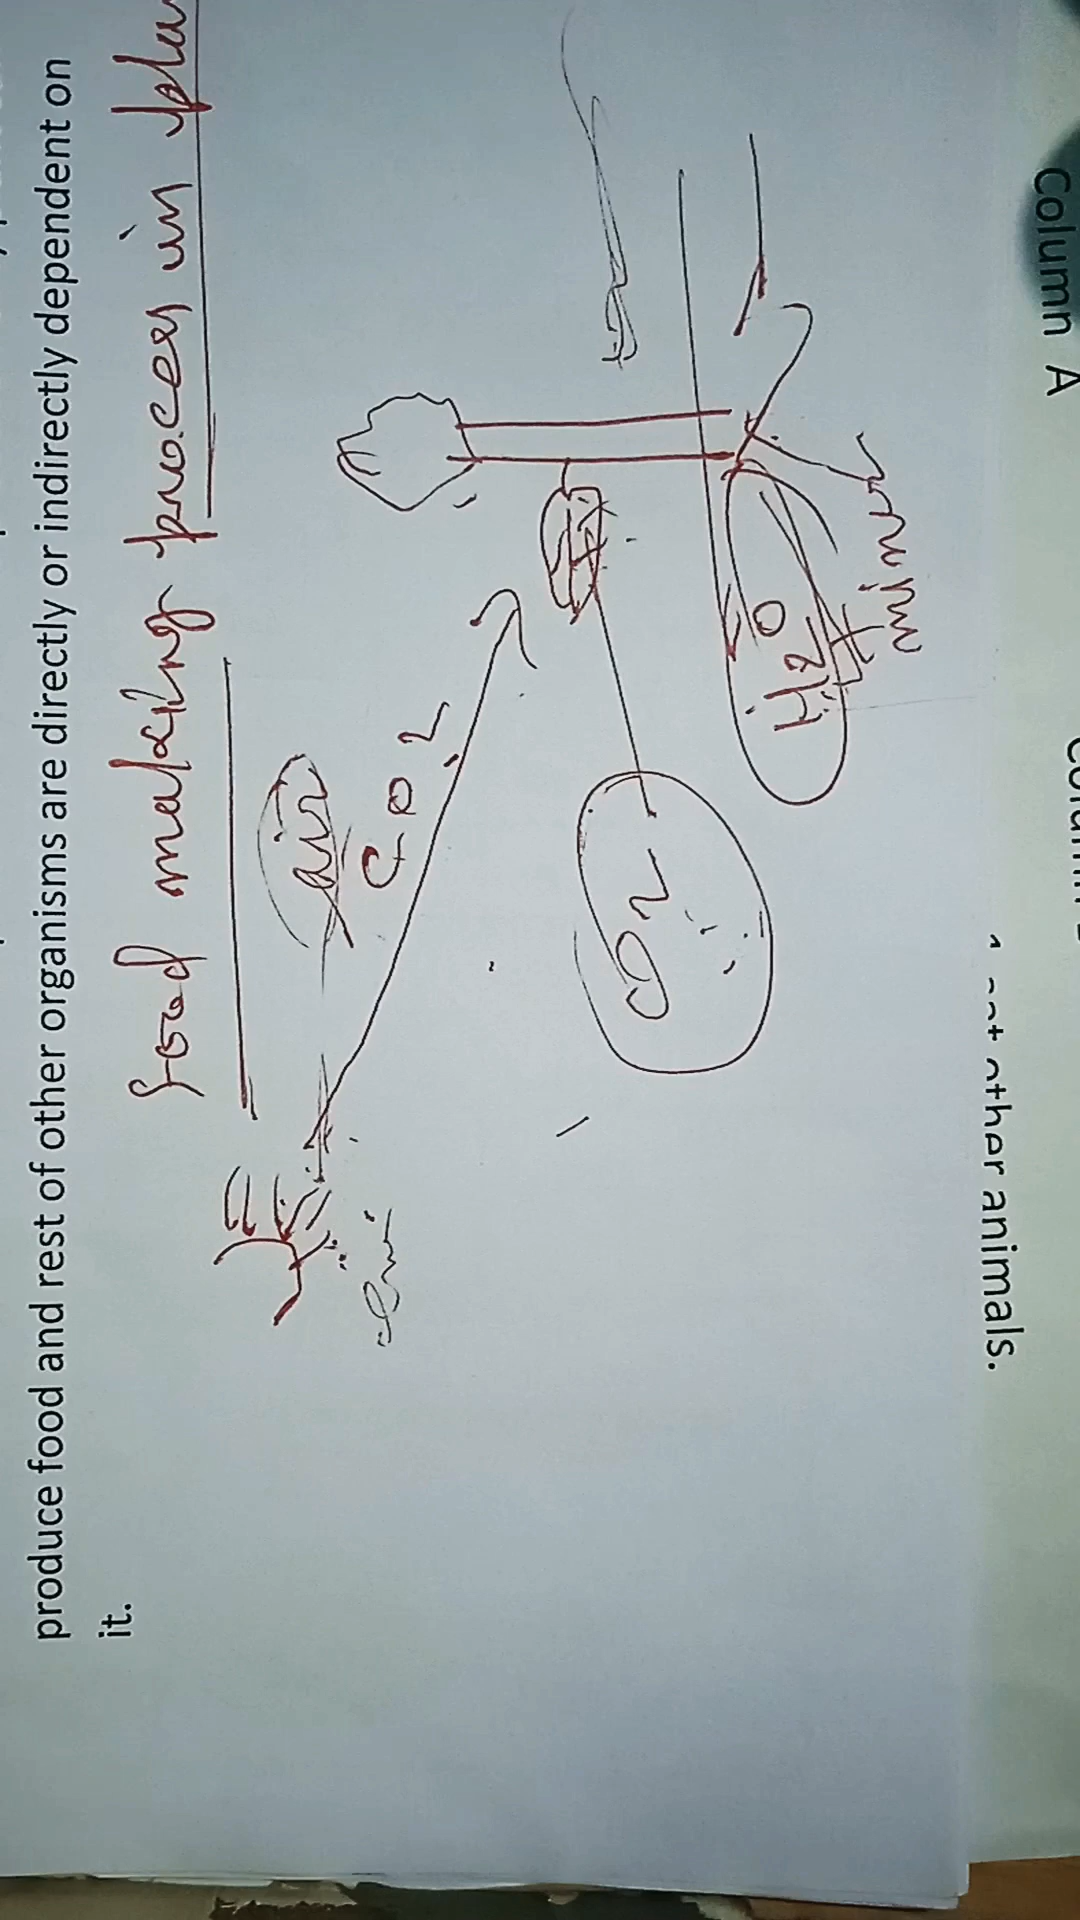 produce food and rest of other organisms are directly or indirectly dependent on
it.
food making process in pla
air
CO2
O2
H2O
+
Column A
other animals.